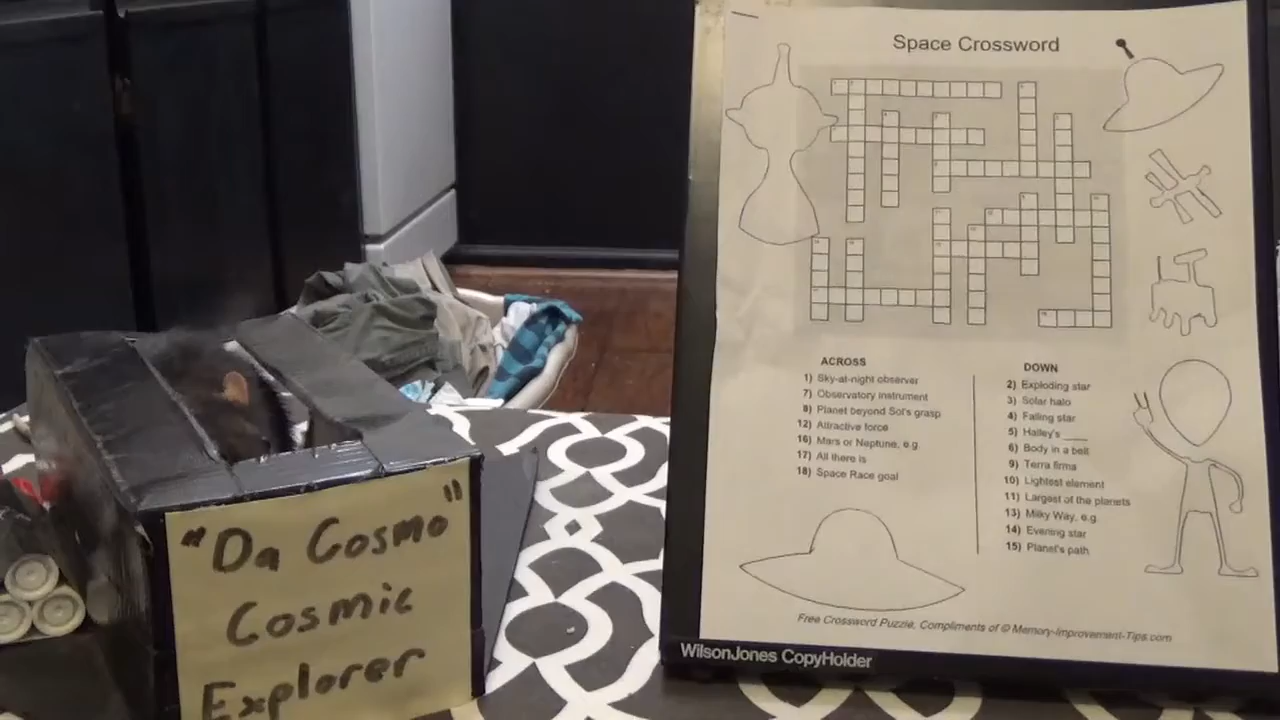 "Da Cosmo"
Cosmic
Explorer
Space Crossword
ACROSS
1) Sky-at-night observer
7) Observatory instrument
8) Planet beyond Sol's grasp
12) Attractive force
16) Mars or Neptune, e.g.
17) All there is
18) Space Race goal
DOWN
2) Exploding star
3) Solar halo
4) Falling star
5) Halley's ____
6) Body in a belt
9) Terra firma
10) Lightest element
11) Largest of the planets
13) Milky Way, e.g.
14) Evening star
15) Planet's path
Free Crossword Puzzle, Compliments of © Memory-Improvement-Tips.com
WilsonJones CopyHolder